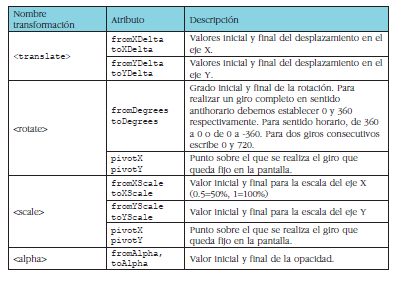 Nombre transformación Atributo Descripción
<translate>
fromXDelta
toXDelta
Valores inicial y final del desplazamiento en el
eje X.
fromYDelta
toYDelta
Valores inicial y final del desplazamiento en el
eje Y.
<rotate>
fromDegrees
toDegrees
Grado inicial y final de la rotación. Para
realizar un giro completo en sentido
antihorario debemos establecer 0 y 360
respectivamente. Para sentido horario, de 360
a 0 o de 0 a -360. Para dos giros consecutivos
escribe 0 y 720.
pivotX
pivotY
Punto sobre el que se realiza el giro que
queda fijo en la pantalla.
<scale>
fromXScale
toXScale
Valor inicial y final para la escala del eje X
(0.5=50%, 1=100%)
fromYScale
toYScale
Valor inicial y final para la escala del eje Y
pivotX
pivotY
Punto sobre el que se realiza el giro que
queda fijo en la pantalla.
<alpha>
fromAlpha,
toAlpha
Valor inicial y final de la opacidad.